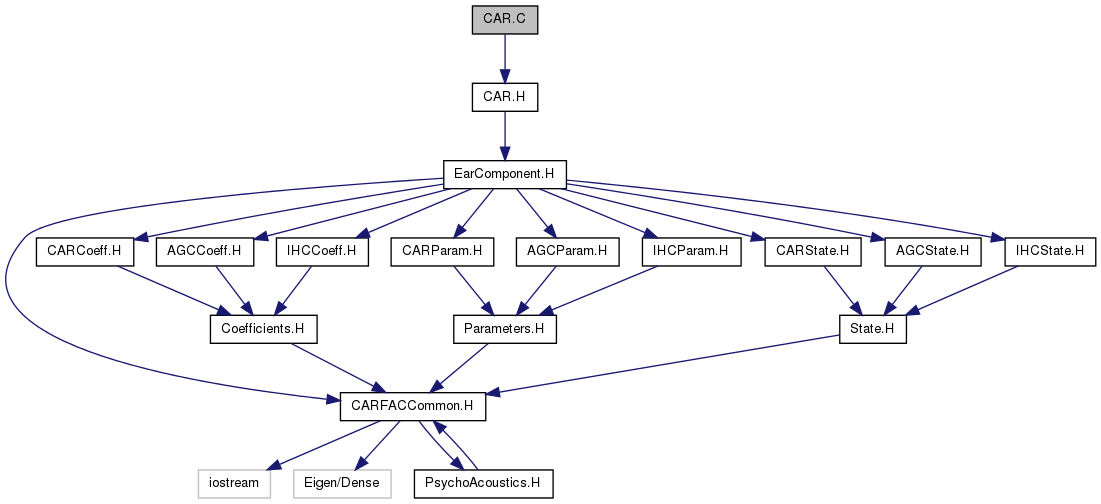 CAR.C
CAR.H
EarComponent.H
CARCoeff.H
AGCCoeff.H
IHCCoeff.H
CARParam.H
AGCParam.H
IHCParam.H
CARState.H
AGCState.H
IHCState.H
Coefficients.H
Parameters.H
State.H
CARFACCommon.H
iostream
Eigen/Dense
PsychoAcoustics.H